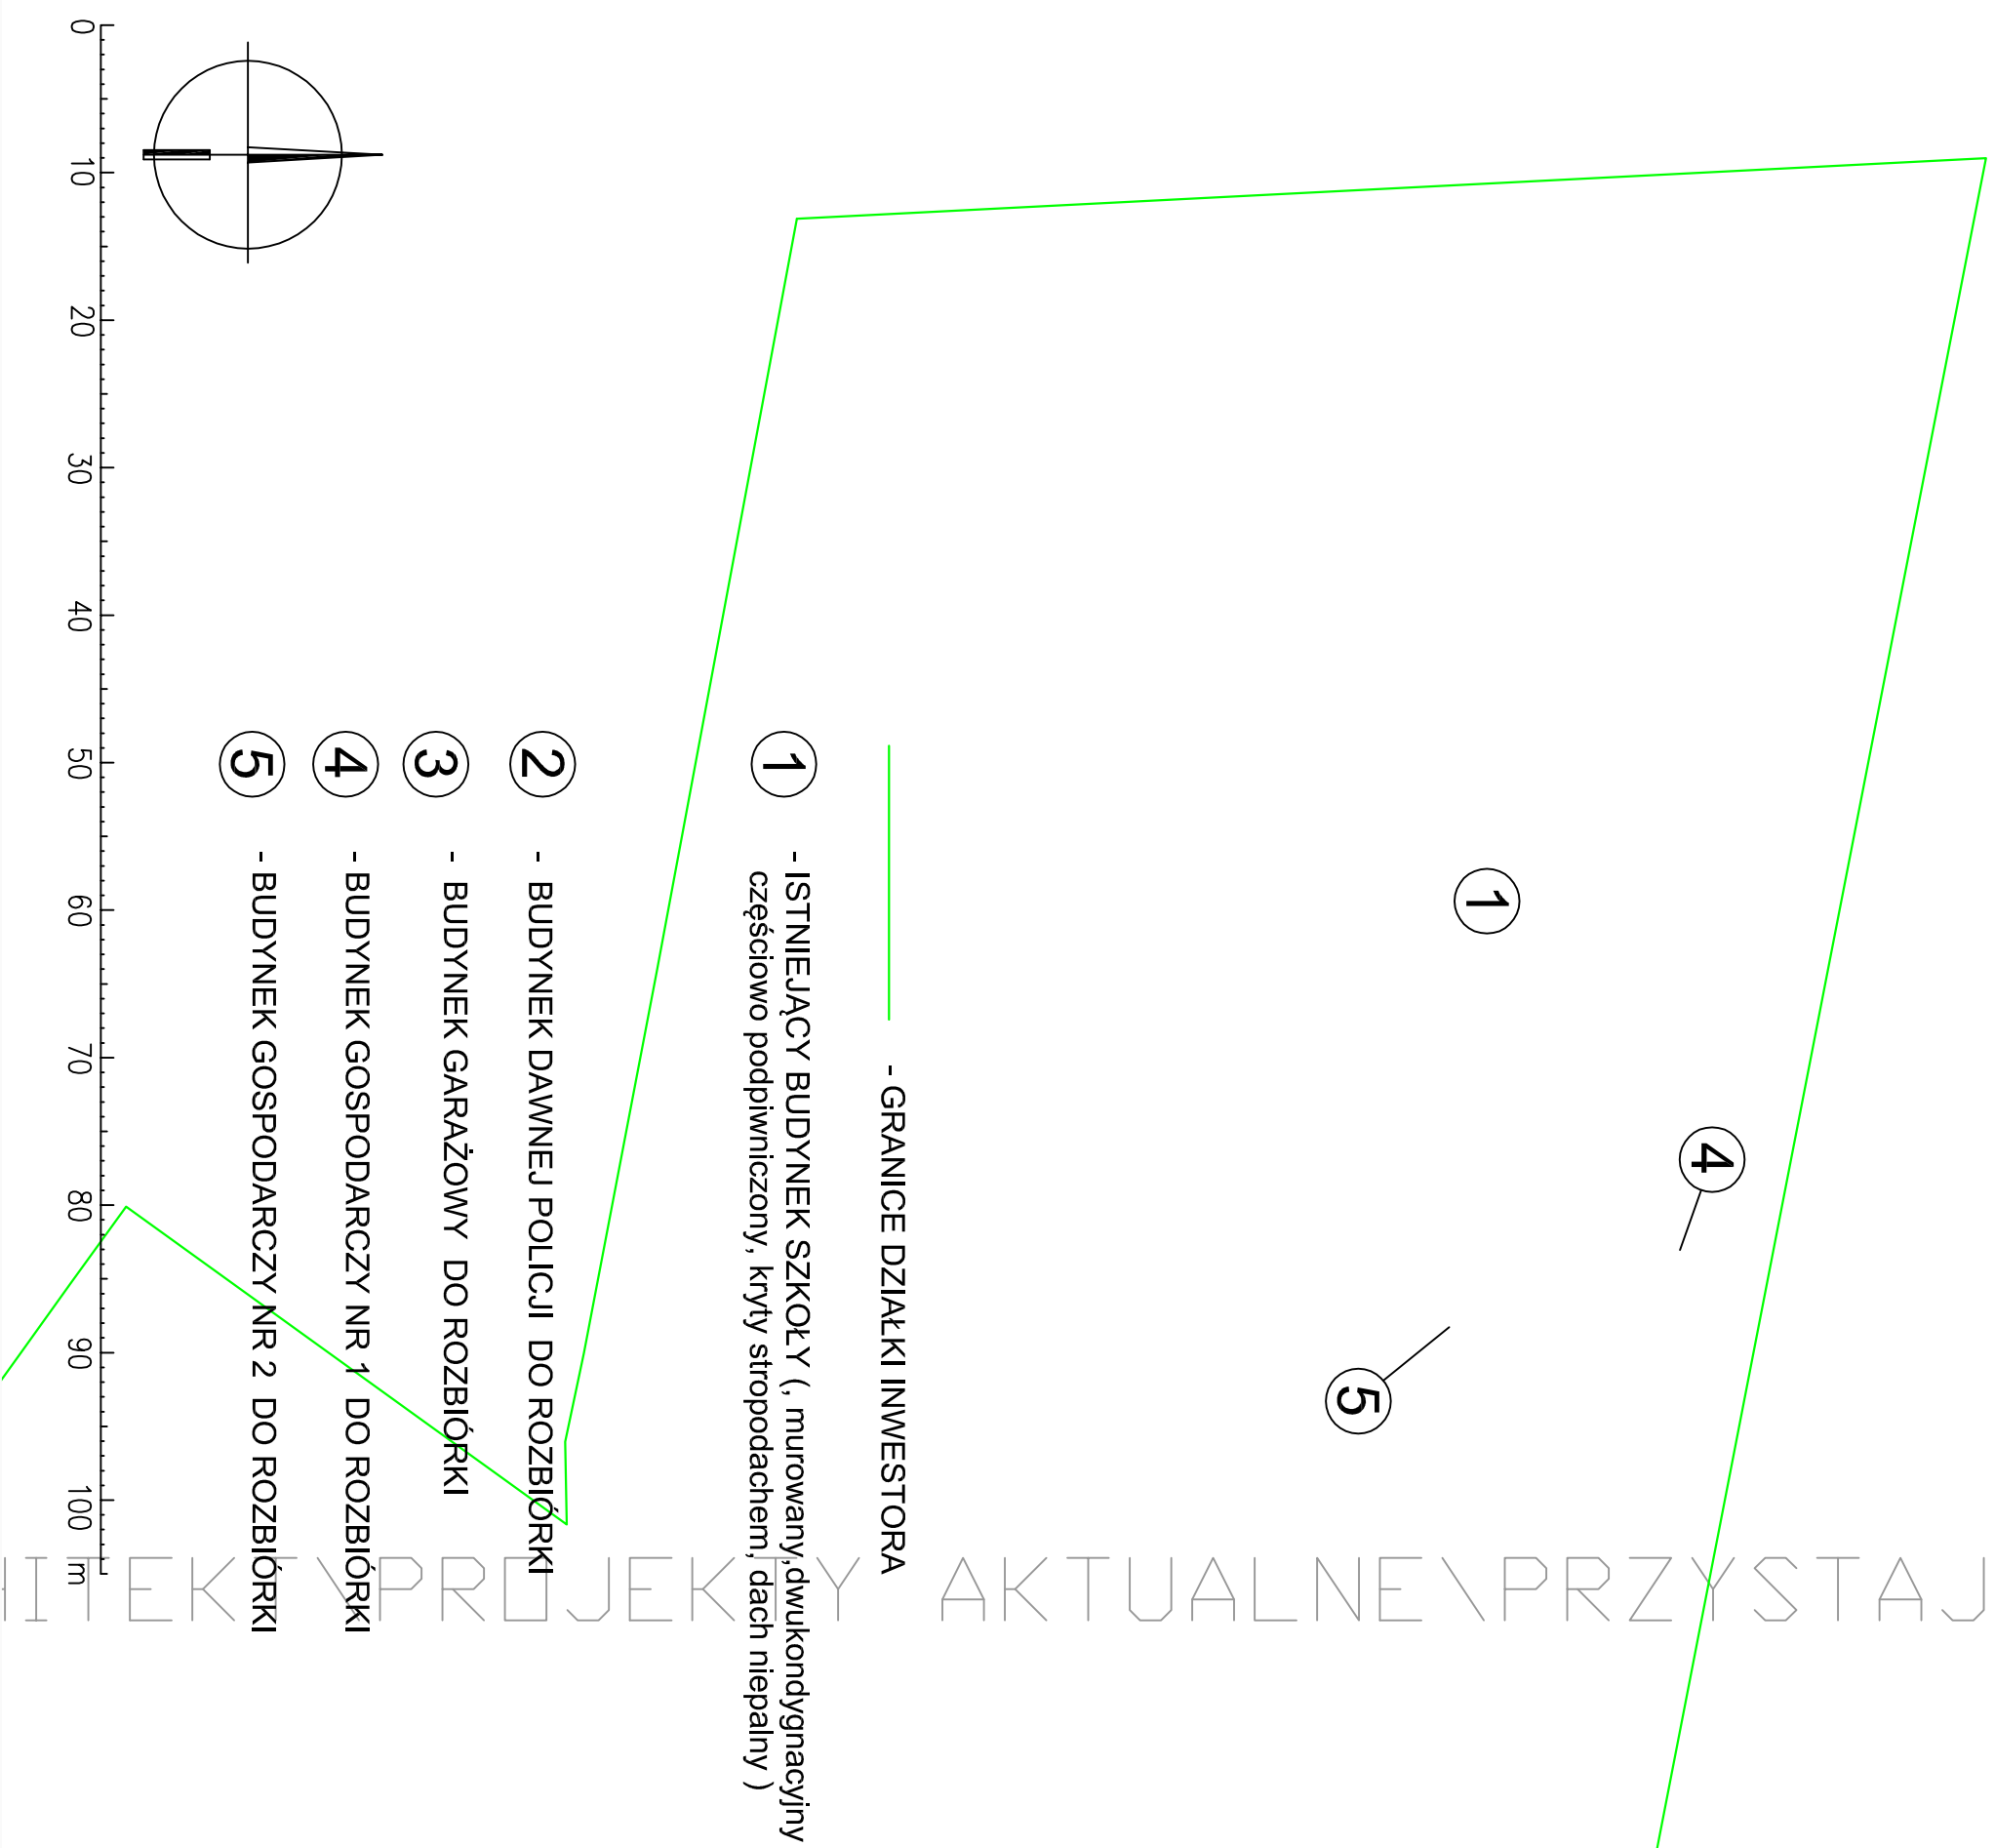 1
4
5
- GRANICE DZIAŁKI INWESTORA
1 - ISTNIEJĄCY BUDYNEK SZKOŁY (, murowany,dwukondygnacyjny
częściowo podpiwniczony, kryty stropodachem, dach niepalny )
2 - BUDYNEK DAWNEJ POLICJI DO ROZBIÓRKI
3 - BUDYNEK GARAŻOWY DO ROZBIÓRKI
4 - BUDYNEK GOSPODARCZY NR 1 DO ROZBIÓRKI
5 - BUDYNEK GOSPODARCZY NR 2 DO ROZBIÓRKI
0 10 20 30 40 50 60 70 80 90 100 m
HITEKTY\PROJEKTY AKTUALNE\PRZYSTAJ